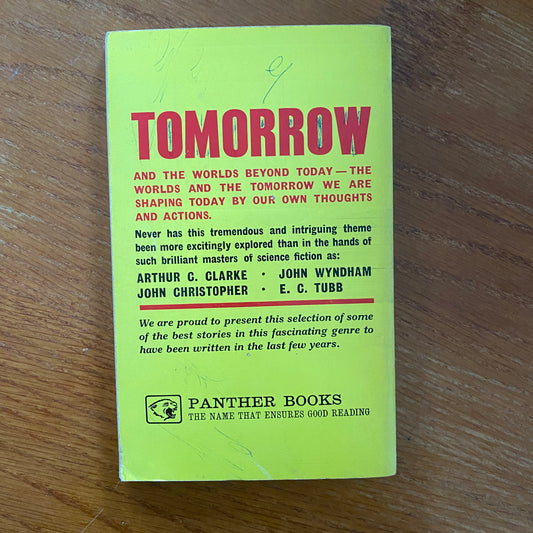 TOMORROW
AND THE WORLDS BEYOND TODAY — THE
WORLDS AND THE TOMORROW WE ARE
SHAPING TODAY BY OUR OWN THOUGHTS
AND ACTIONS.
Never has this tremendous and intriguing theme
been more excitingly explored than in the hands of
such brilliant masters of science fiction as:
ARTHUR C. CLARKE • JOHN WYNDHAM
JOHN CHRISTOPHER • E. C. TUBB
We are proud to present this selection of some
of the best stories in this fascinating genre to
have been written in the last few years.
PANTHER BOOKS
THE NAME THAT ENSURES GOOD READING